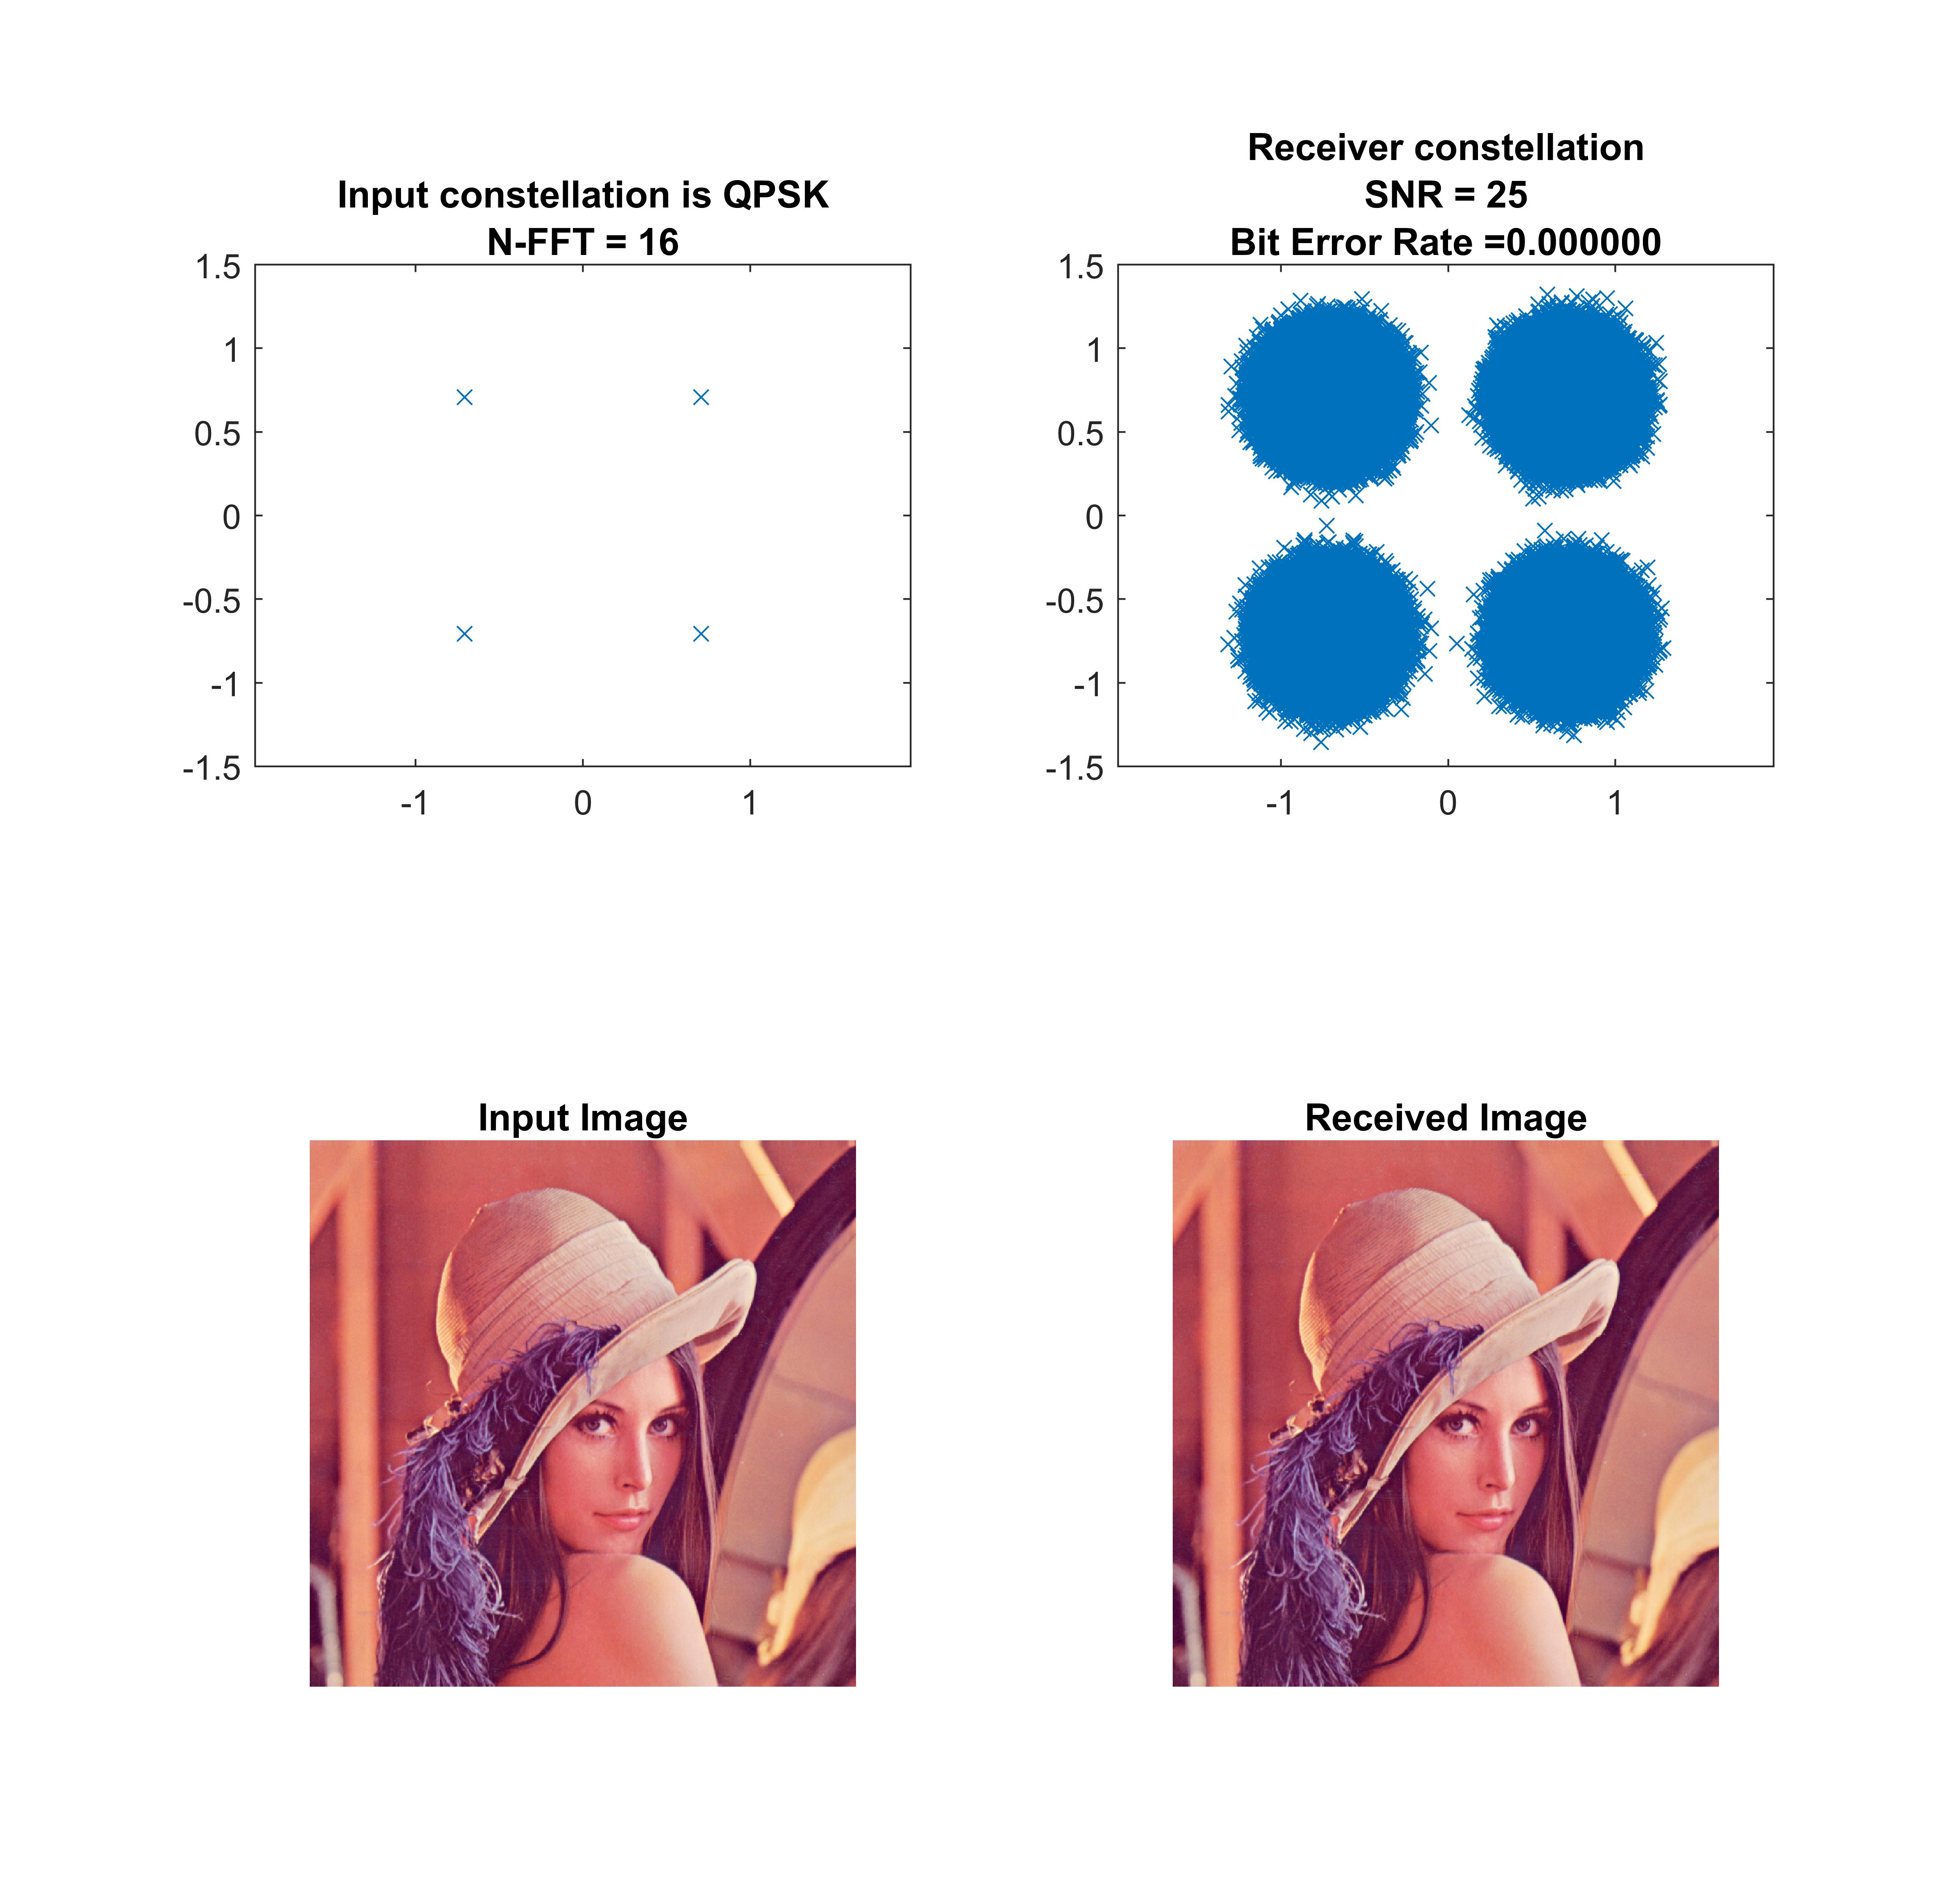 Input constellation is QPSK
N-FFT = 16
1.5
1
0.5
0
-0.5
-1
-1.5
-1
0
1
Receiver constellation
SNR = 25
Bit Error Rate =0.000000
1.5
1
0.5
0
-0.5
-1
-1.5
-1
0
1
Input Image
Received Image